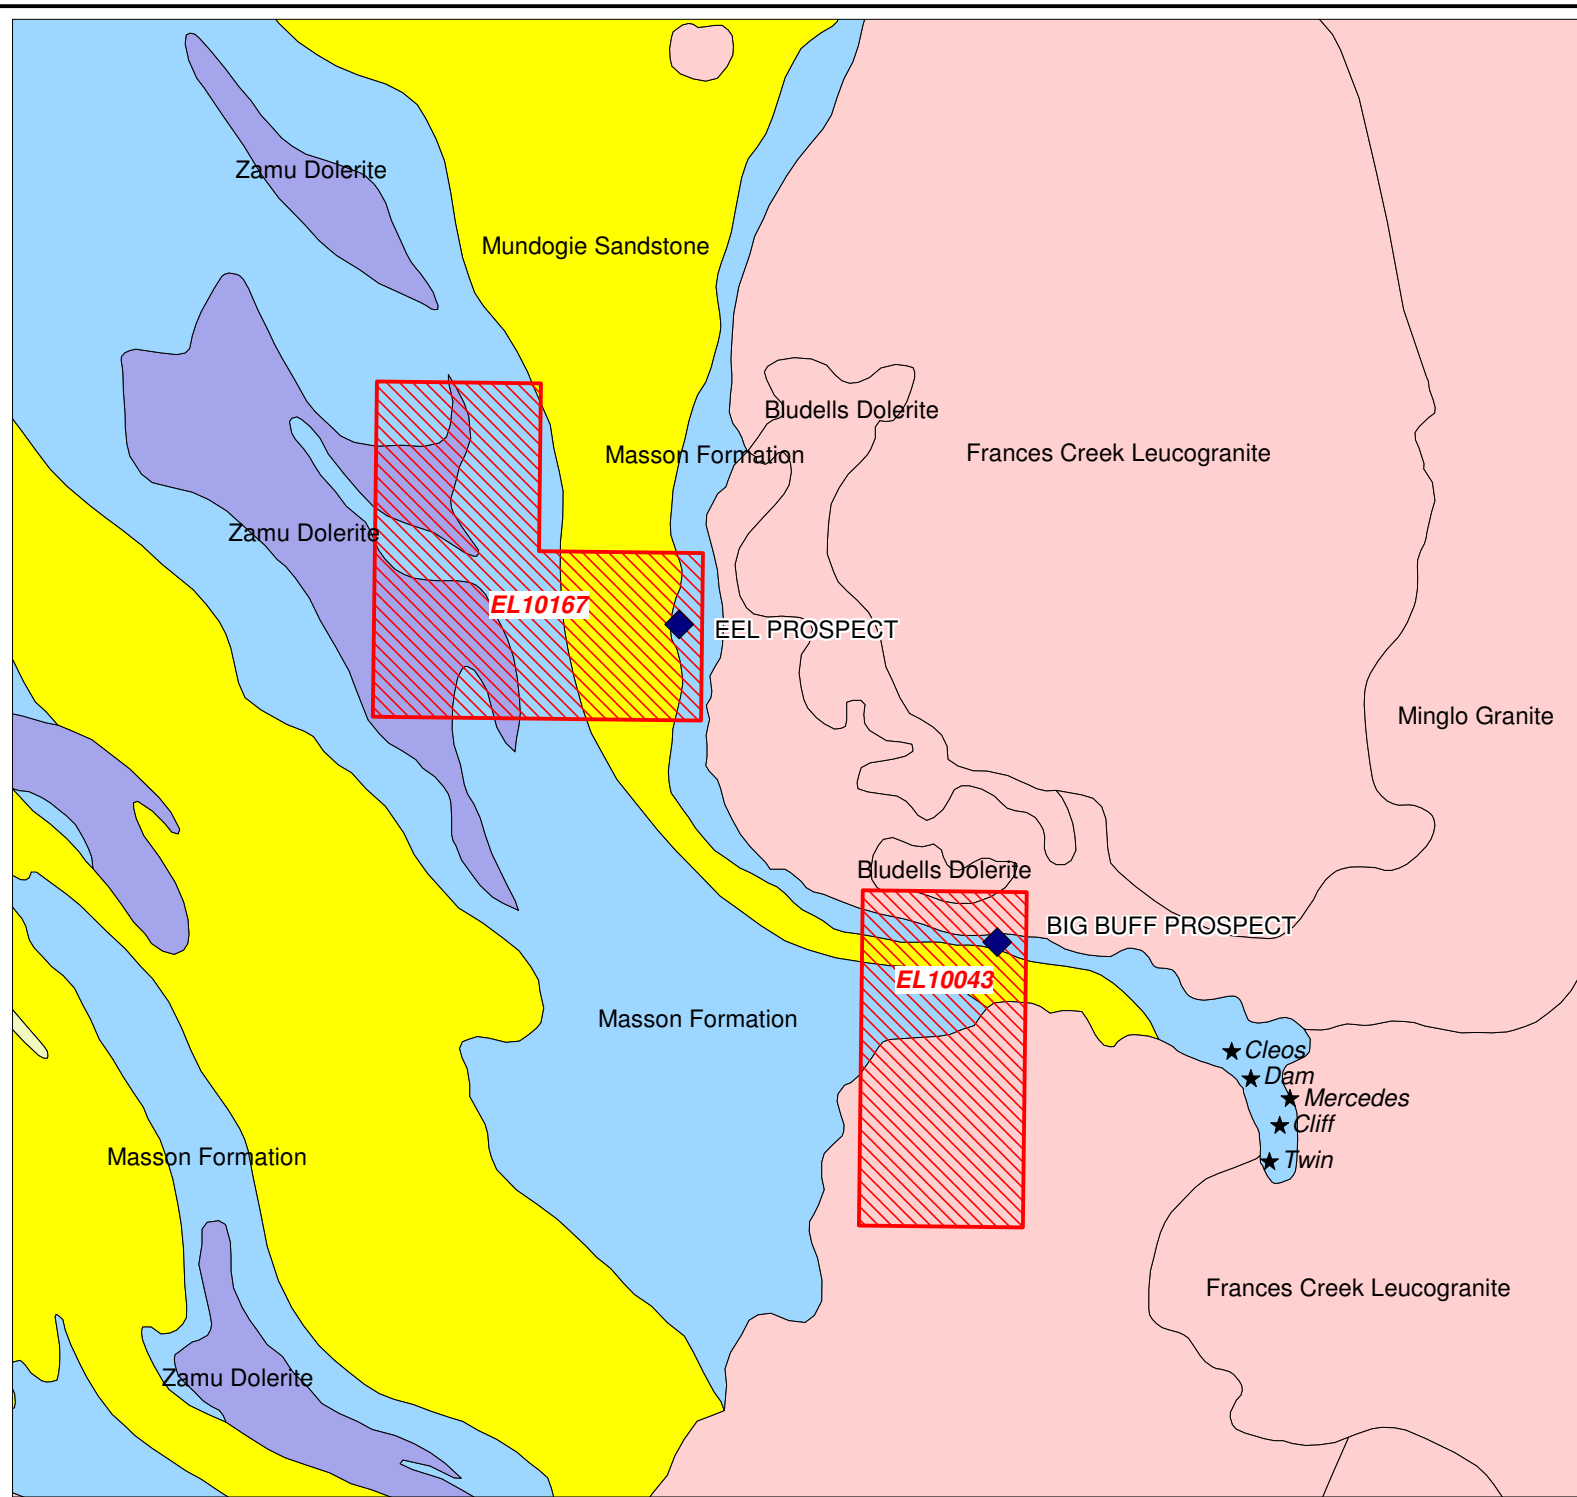 Zamu Dolerite
Mundogie Sandstone
Bludells Dolerite
Masson Formation
Frances Creek Leucogranite
Zamu Dolerite
EL10167
EEL PROSPECT
Minglo Granite
Bludells Dolerite
BIG BUFF PROSPECT
EL10043
Masson Formation
Cleos
Dam
Mercedes
Cliff
Masson Formation
Twin
Frances Creek Leucogranite
Zamu Dolerite